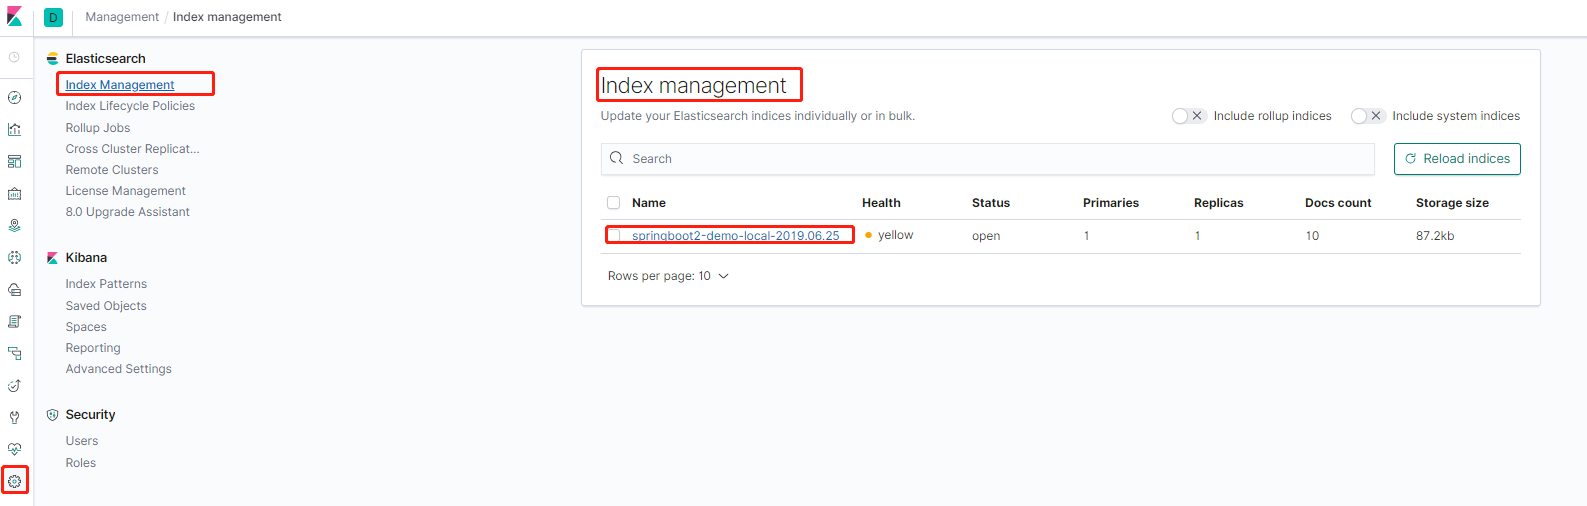 D Management / Index management
Elasticsearch
Index Management
Index Lifecycle Policies
Rollup Jobs
Cross Cluster Replicat...
Remote Clusters
License Management
8.0 Upgrade Assistant
Kibana
Index Patterns
Saved Objects
Spaces
Reporting
Advanced Settings
Security
Users
Roles
Index management
Update your Elasticsearch indices individually or in bulk.
Include rollup indices Include system indices
Search Reload indices
Name Health Status Primaries Replicas Docs count Storage size
springboot2-demo-local-2019.06.25 yellow open 1 1 10 87.2kb
Rows per page: 10